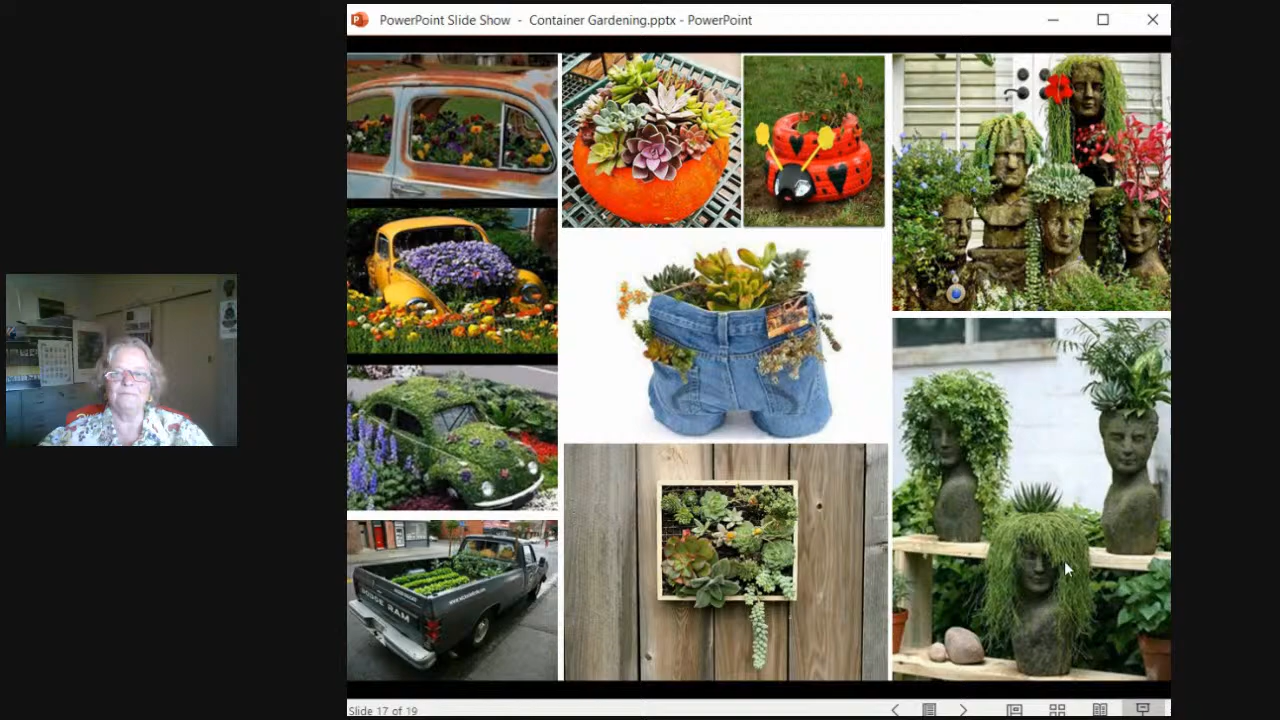 PowerPoint Slide Show - Container Gardening.pptx - PowerPoint
DODGE RAM
Slide 17 of 19